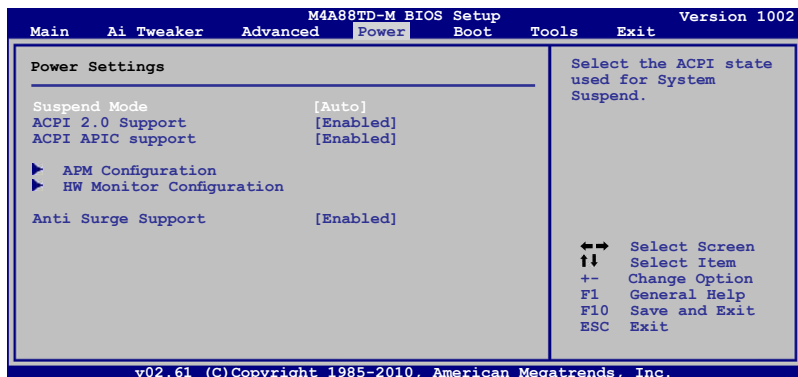 M4A88TD-M BIOS Setup Version 1002
Main Ai Tweaker Advanced Power Boot Tools Exit
Power Settings
Suspend Mode [Auto]
ACPI 2.0 Support [Enabled]
ACPI APIC support [Enabled]
APM Configuration
HW Monitor Configuration
Anti Surge Support [Enabled]
Select the ACPI state
used for System
Suspend.
←→ Select Screen
↑↓ Select Item
+- Change Option
F1 General Help
F10 Save and Exit
ESC Exit
v02.61 (C)Copyright 1985-2010, American Megatrends, Inc.